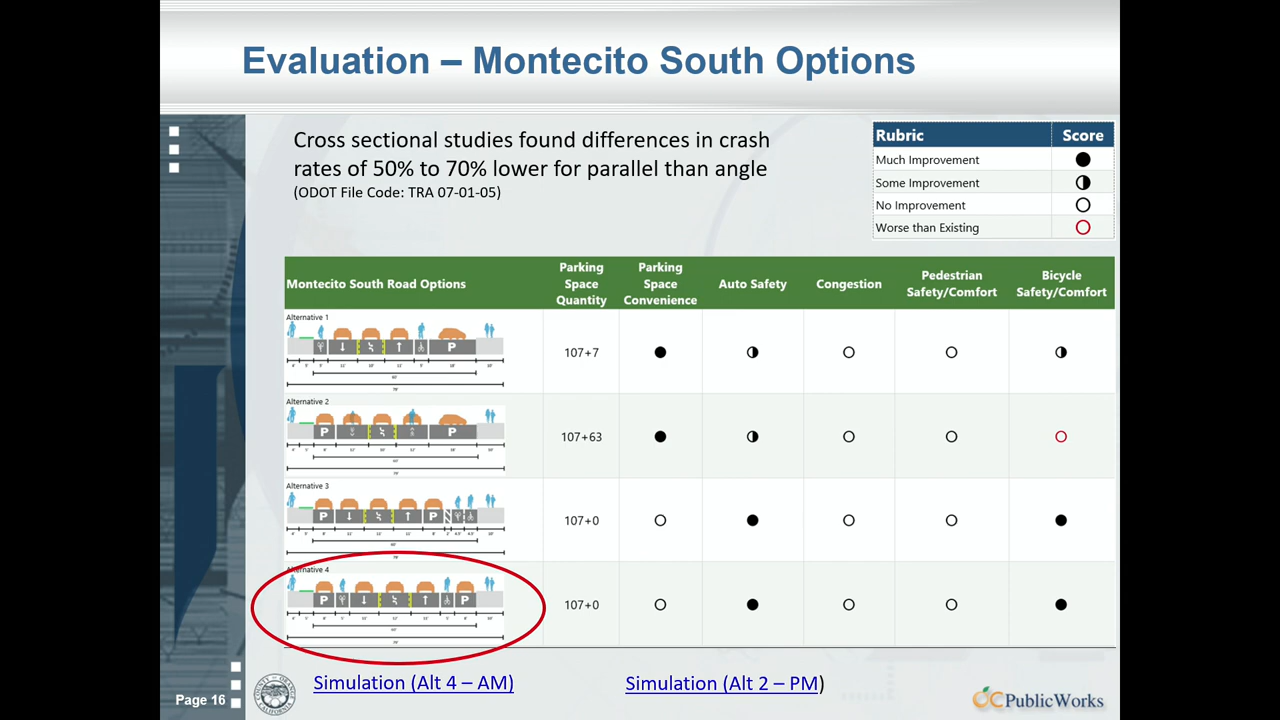 Evaluation – Montecito South Options
Cross sectional studies found differences in crash
rates of 50% to 70% lower for parallel than angle
(ODOT File Code: TRA 07-01-05)
Rubric Score
Much Improvement
Some Improvement
No Improvement
Worse than Existing
Montecito South Road Options
Parking
Space
Quantity
Parking
Space
Convenience
Auto Safety
Congestion
Pedestrian
Safety/Comfort
Bicycle
Safety/Comfort
Alternative 1
P
107+7
Alternative 2
P P
107+63
Alternative 3
P P
107+0
Alternative 4
P P
107+0
Simulation (Alt 4 – AM)
Simulation (Alt 2 – PM)
Page 16
OCPublicWorks